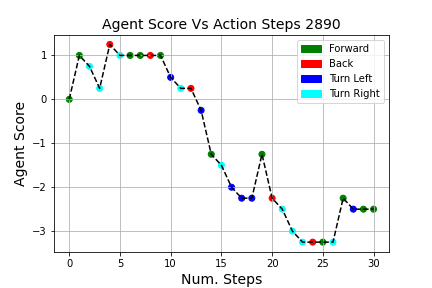 Agent Score Vs Action Steps 2890
Forward
Back
Turn Left
Turn Right
Agent Score
1
0
−1
−2
−3
0 5 10 15 20 25 30
Num. Steps